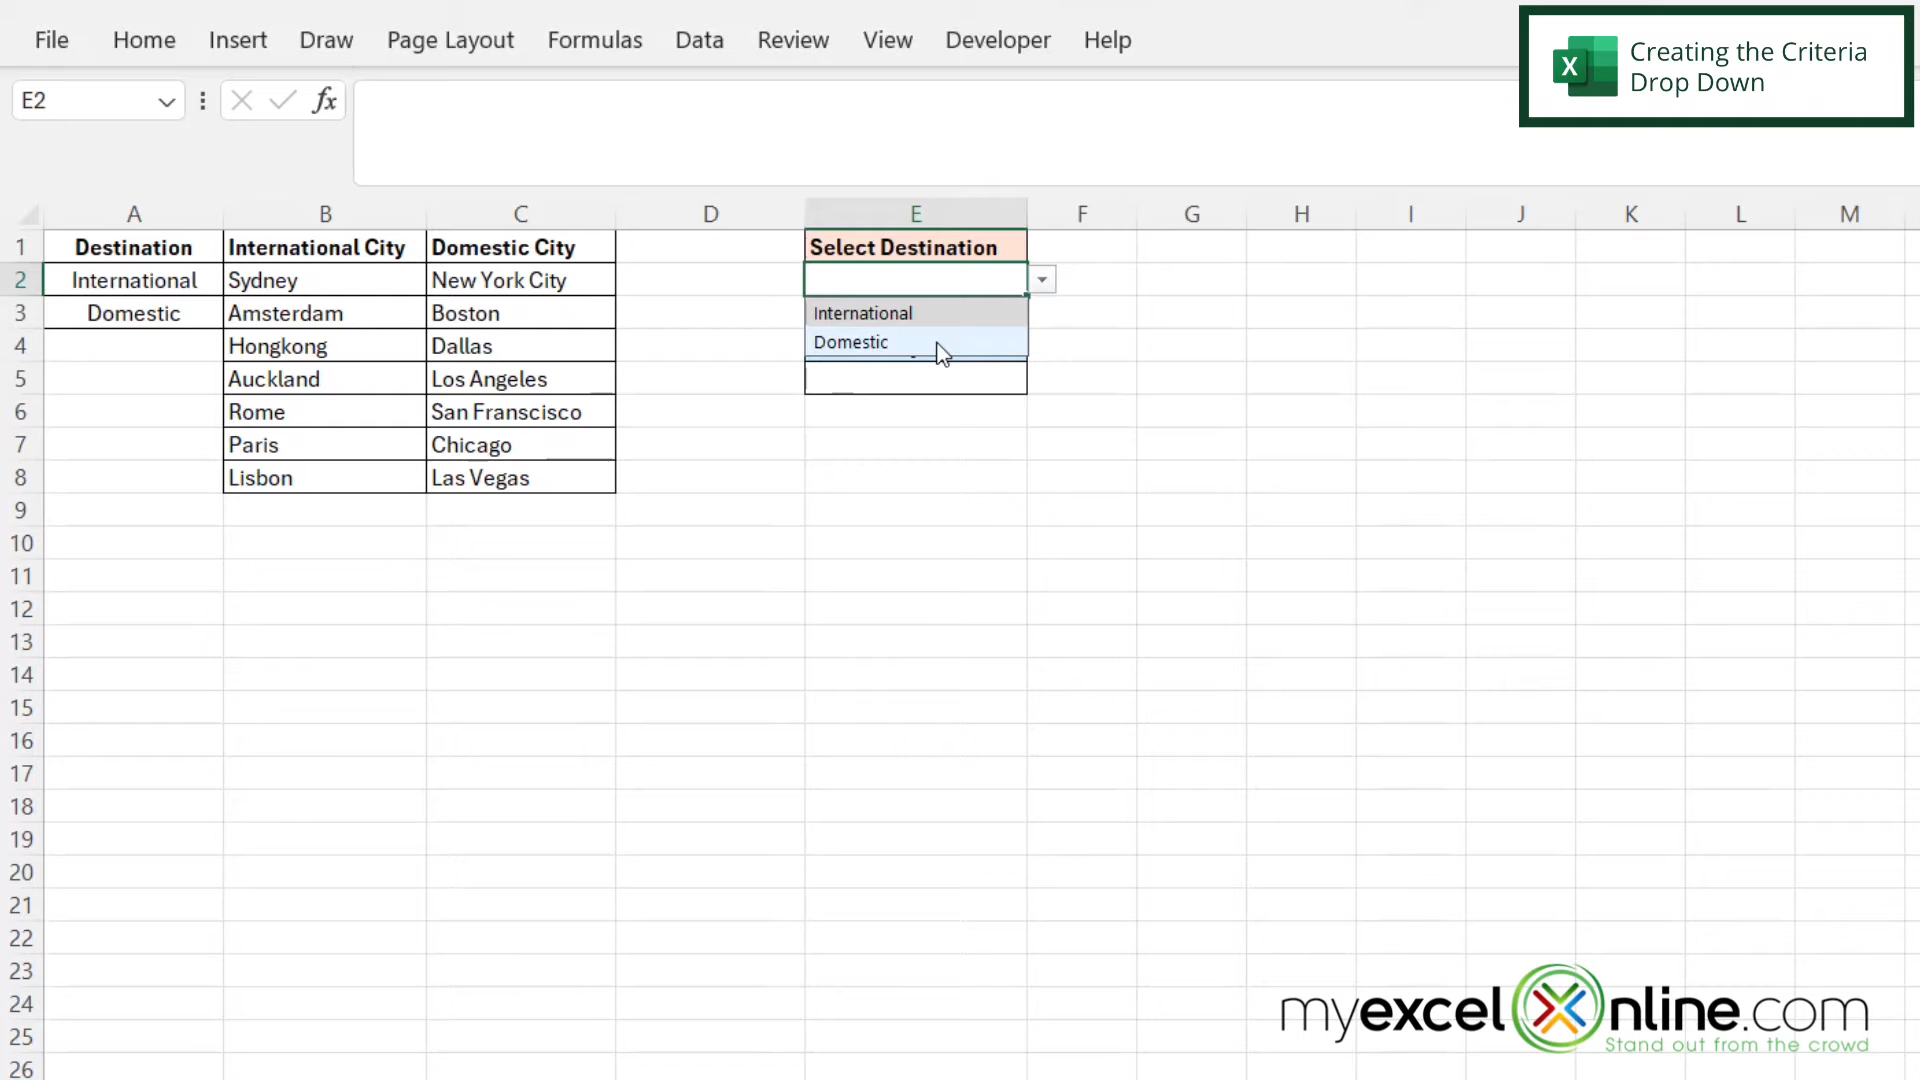 File Home Insert Draw Page Layout Formulas Data Review View Developer Help
X Creating the Criteria
Drop Down
E2 fx
A B C D E F G H I J K L M
1 Destination International City Domestic City Select Destination
2 International Sydney New York City
3 Domestic Amsterdam Boston International
4 Hongkong Dallas Domestic
5 Auckland Los Angeles
6 Rome San Franscisco
7 Paris Chicago
8 Lisbon Las Vegas
9
10
11
12
13
14
15
16
17
18
19
20
21
22
23
24
25
26
myexcelonline.com
Stand out from the crowd